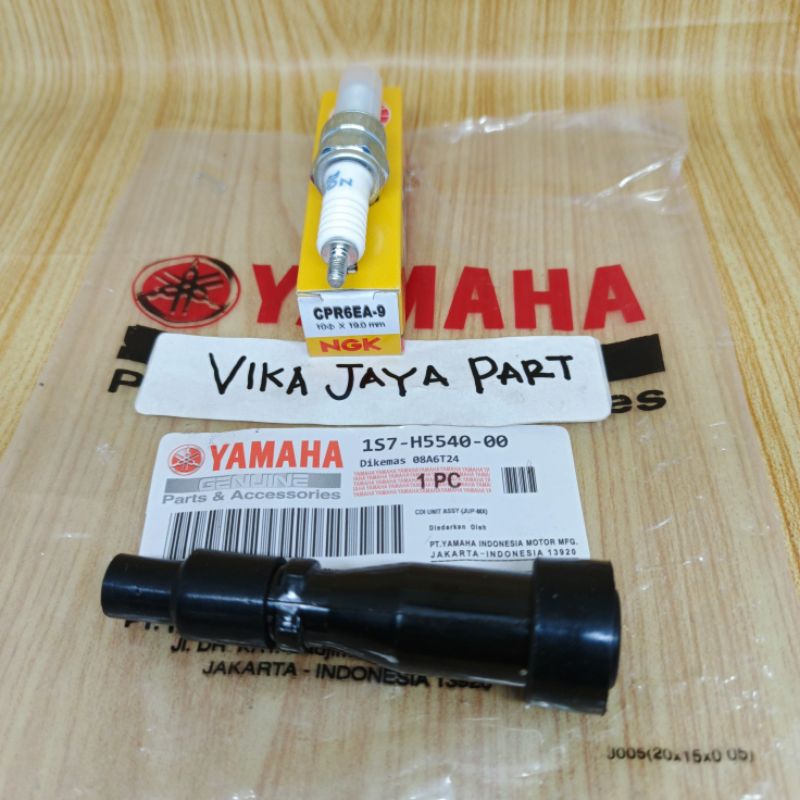 YAMAHA
CPR6EA-9
10Φ X 19.0 mm
NGK
VIKA JAYA PART
YAMAHA
GENUINE
Parts & Accessories
1S7-H5540-00
Dikemas 08A6T24
1 PC
CDI UNIT ASSY (JUP-MX)
Diedarkan Oleh
PT.YAMAHA INDONESIA MOTOR MFG.
JAKARTA-INDONESIA 13920
JAKARTA - INDONESIA 13920